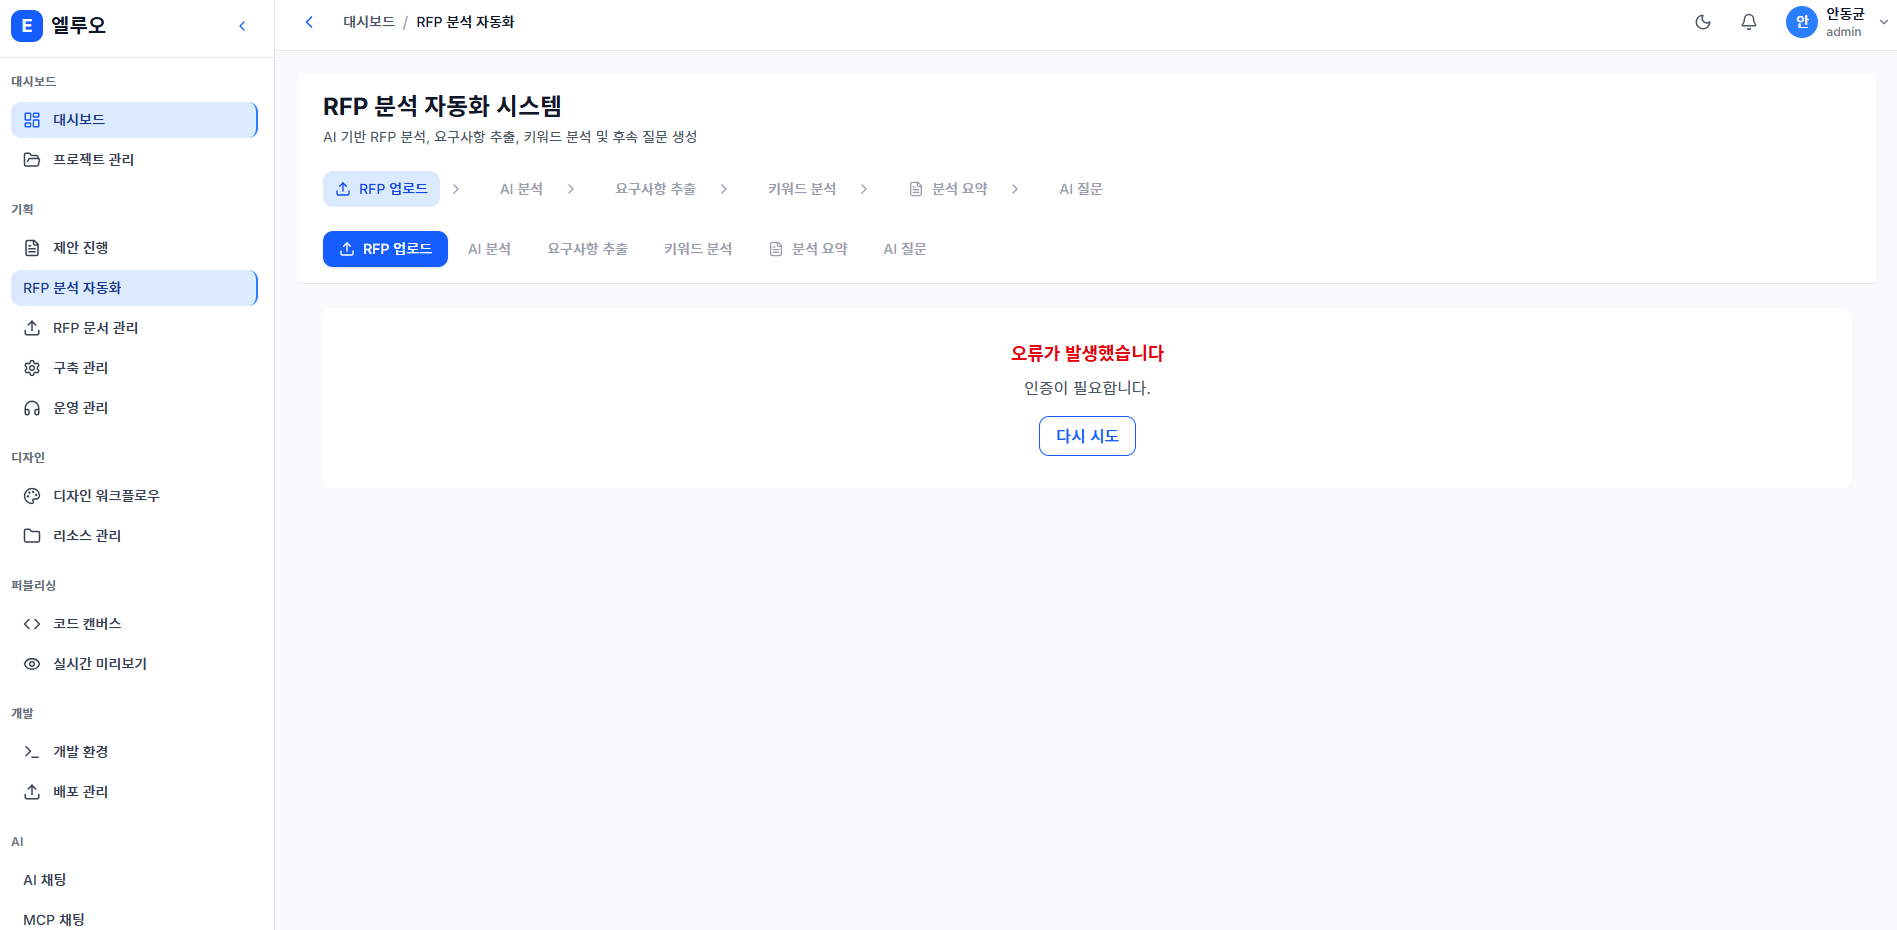 E 엘루오
대시보드
대시보드
프로젝트 관리
기획
제안 진행
RFP 분석 자동화
RFP 문서 관리
구축 관리
운영 관리
디자인
디자인 워크플로우
리소스 관리
퍼블리싱
코드 캔버스
실시간 미리보기
개발
개발 환경
배포 관리
AI
AI 채팅
MCP 채팅
대시보드 / RFP 분석 자동화
안 안동균
admin
RFP 분석 자동화 시스템
AI 기반 RFP 분석, 요구사항 추출, 키워드 분석 및 후속 질문 생성
RFP 업로드 AI 분석 요구사항 추출 키워드 분석 분석 요약 AI 질문
RFP 업로드 AI 분석 요구사항 추출 키워드 분석 분석 요약 AI 질문
오류가 발생했습니다
인증이 필요합니다.
다시 시도